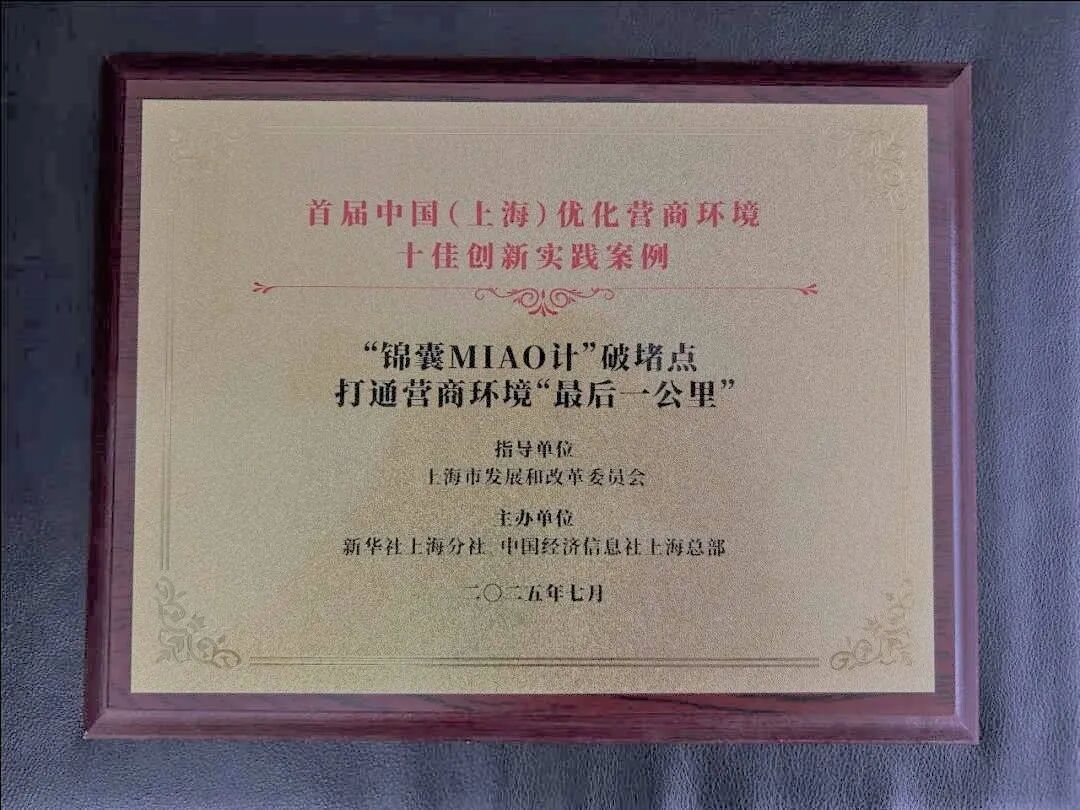 首届中国（上海）优化营商环境
十佳创新实践案例
“锦囊MIAO计”破堵点
打通营商环境“最后一公里”
指导单位
上海市发展和改革委员会
主办单位
新华社上海分社 中国经济信息社上海总部
二〇二五年七月